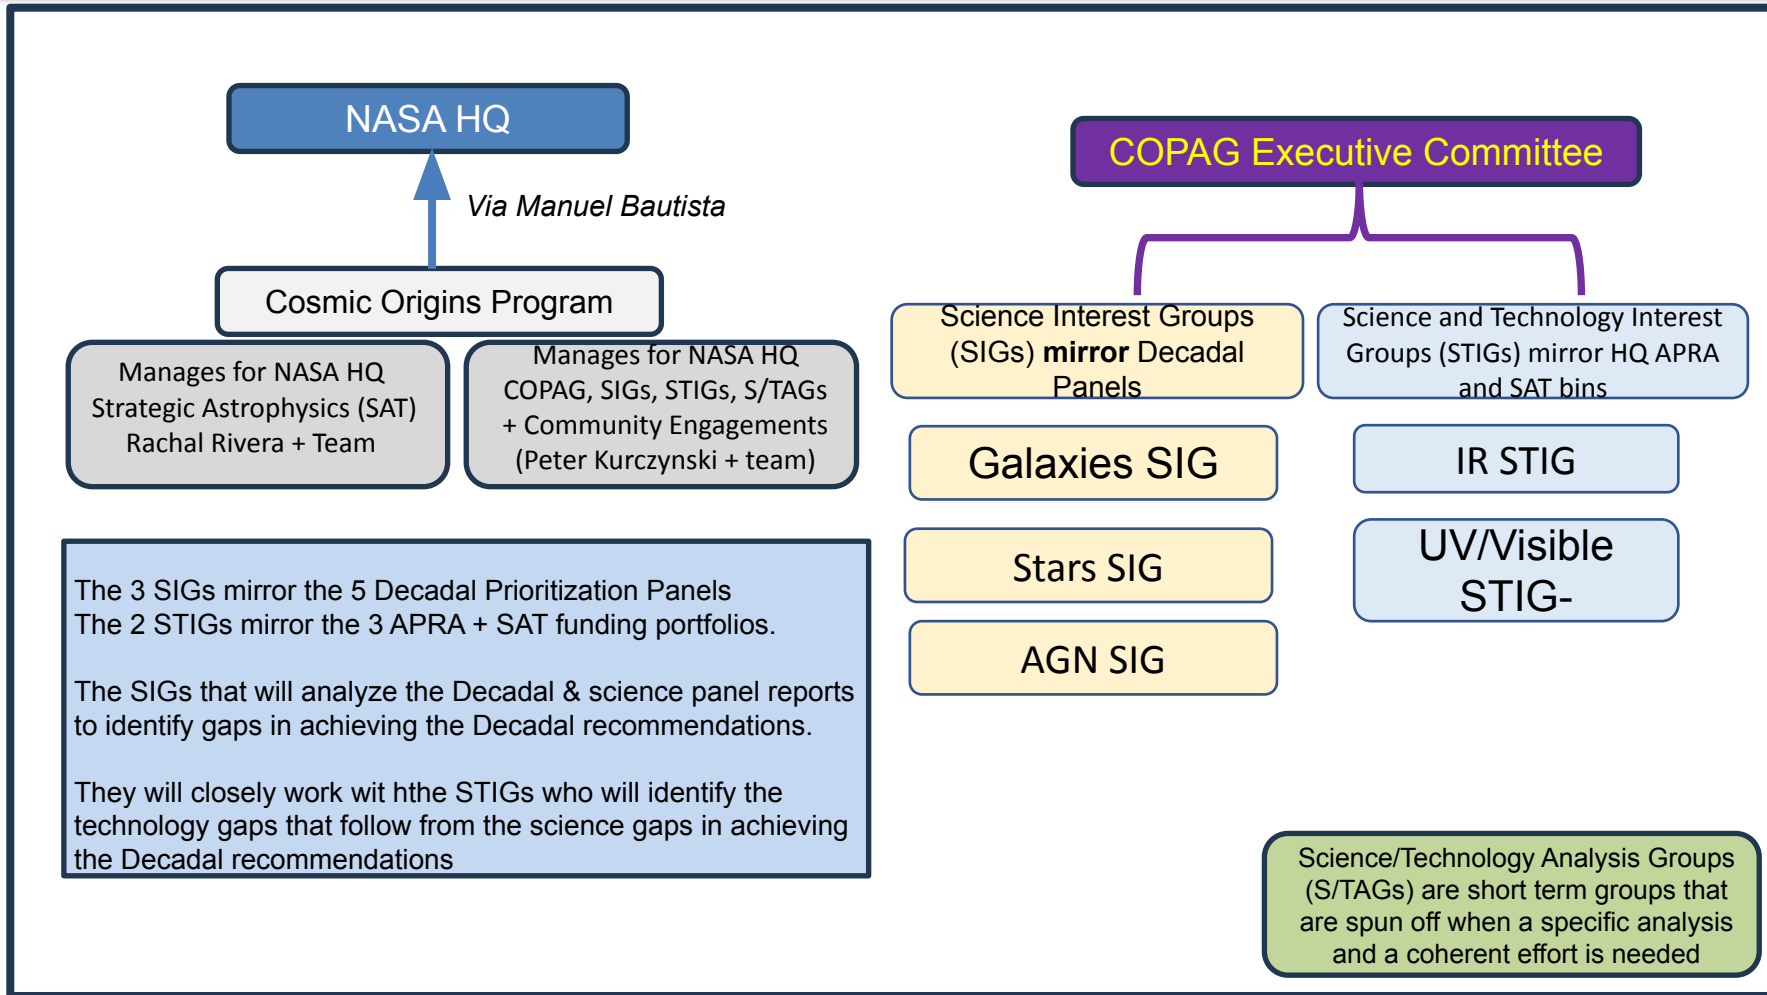 NASA HQ
Via Manuel Bautista
Cosmic Origins Program
Manages for NASA HQ
Strategic Astrophysics (SAT)
Rachal Rivera + Team
Manages for NASA HQ
COPAG, SIGs, STIGs, S/TAGs
+ Community Engagements
(Peter Kurczynski + team)
The 3 SIGs mirror the 5 Decadal Prioritization Panels
The 2 STIGs mirror the 3 APRA + SAT funding portfolios.
The SIGs that will analyze the Decadal & science panel reports
to identify gaps in achieving the Decadal recommendations.
They will closely work wit hthe STIGs who will identify the
technology gaps that follow from the science gaps in achieving
the Decadal recommendations
COPAG Executive Committee
Science Interest Groups
(SIGs) mirror Decadal
Panels
Galaxies SIG
Stars SIG
AGN SIG
Science and Technology Interest
Groups (STIGs) mirror HQ APRA
and SAT bins
IR STIG
UV/Visible
STIG-
Science/Technology Analysis Groups
(S/TAGs) are short term groups that
are spun off when a specific analysis
and a coherent effort is needed